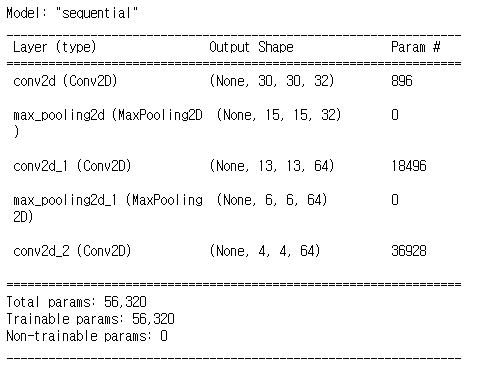 Model: "sequential"
_________________________________________________________________
Layer (type) Output Shape Param #
=================================================================
conv2d (Conv2D) (None, 30, 30, 32) 896
max_pooling2d (MaxPooling2D (None, 15, 15, 32) 0
)
conv2d_1 (Conv2D) (None, 13, 13, 64) 18496
max_pooling2d_1 (MaxPooling (None, 6, 6, 64) 0
2D)
conv2d_2 (Conv2D) (None, 4, 4, 64) 36928
=================================================================
Total params: 56,320
Trainable params: 56,320
Non-trainable params: 0
_________________________________________________________________